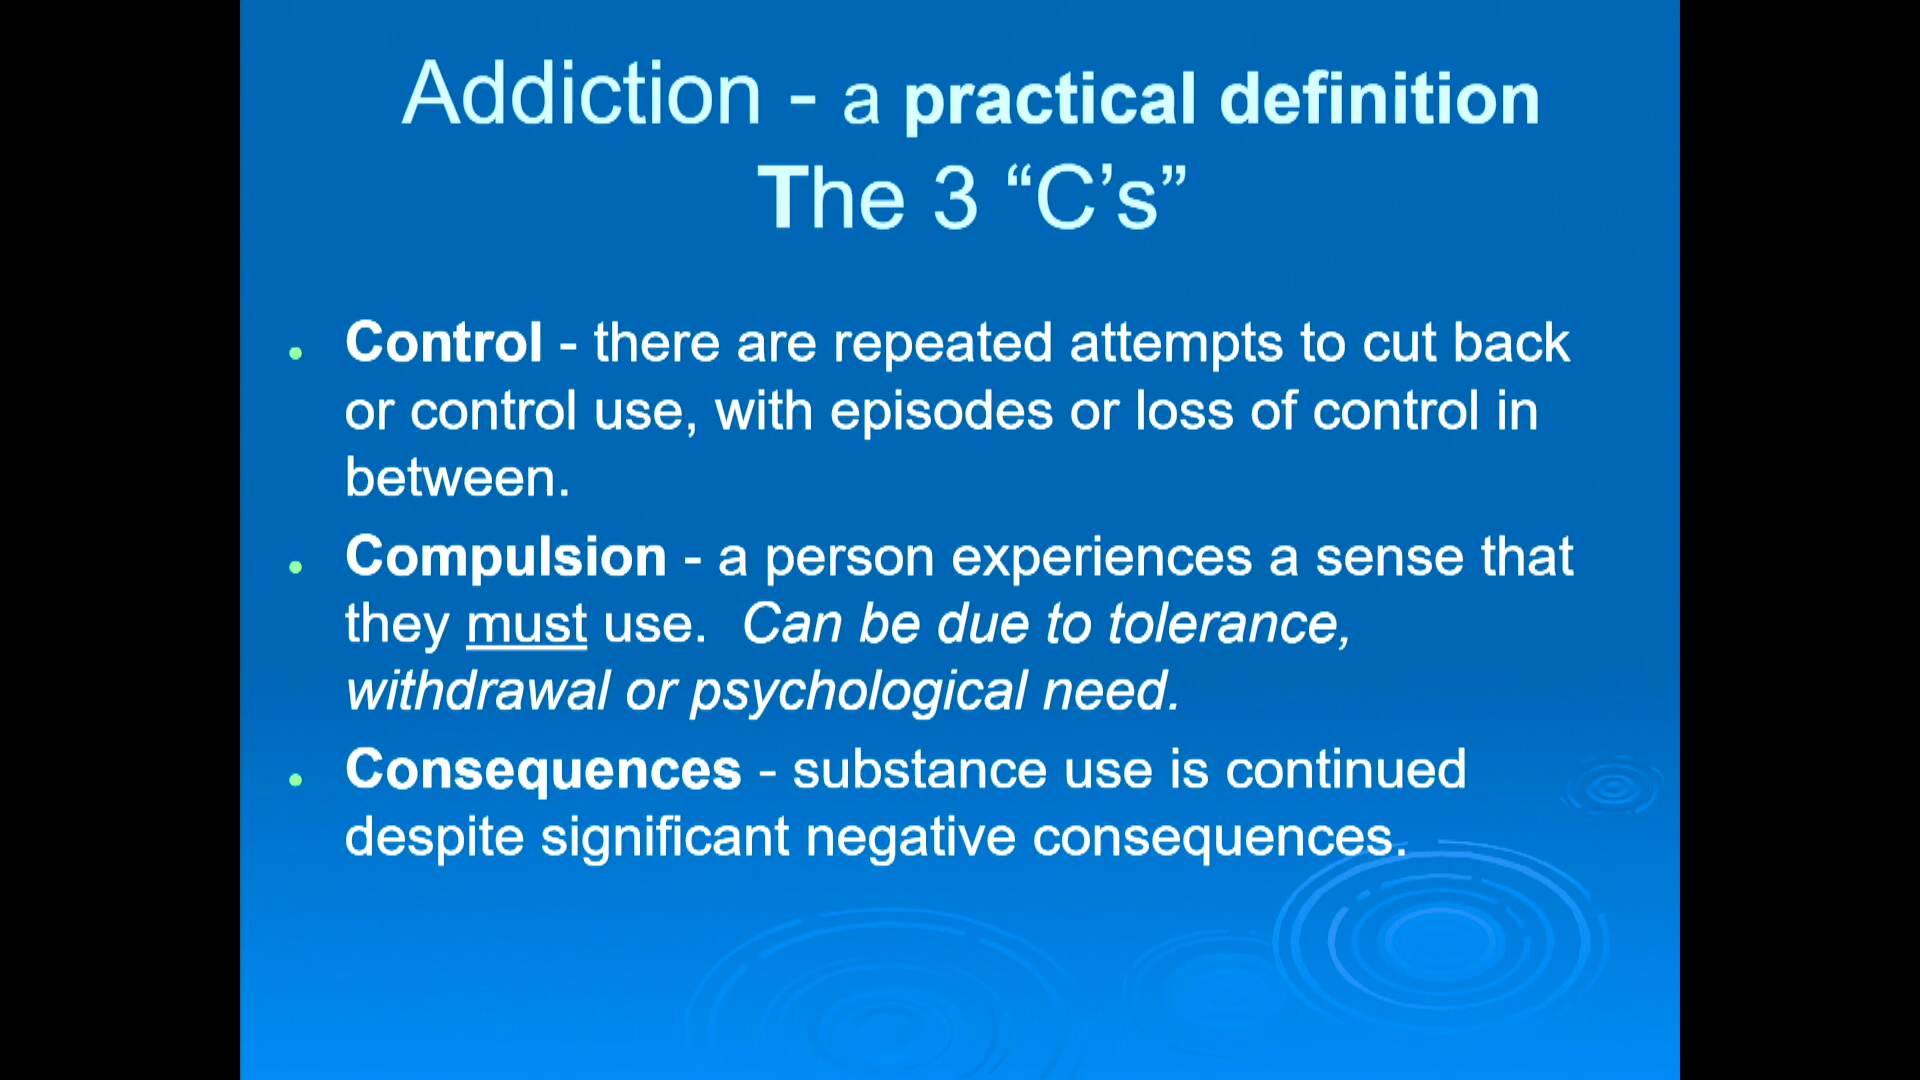 Addiction - a practical definition
The 3 “C’s”
• Control - there are repeated attempts to cut back
or control use, with episodes or loss of control in
between.
• Compulsion - a person experiences a sense that
they must use. Can be due to tolerance,
withdrawal or psychological need.
• Consequences - substance use is continued
despite significant negative consequences.